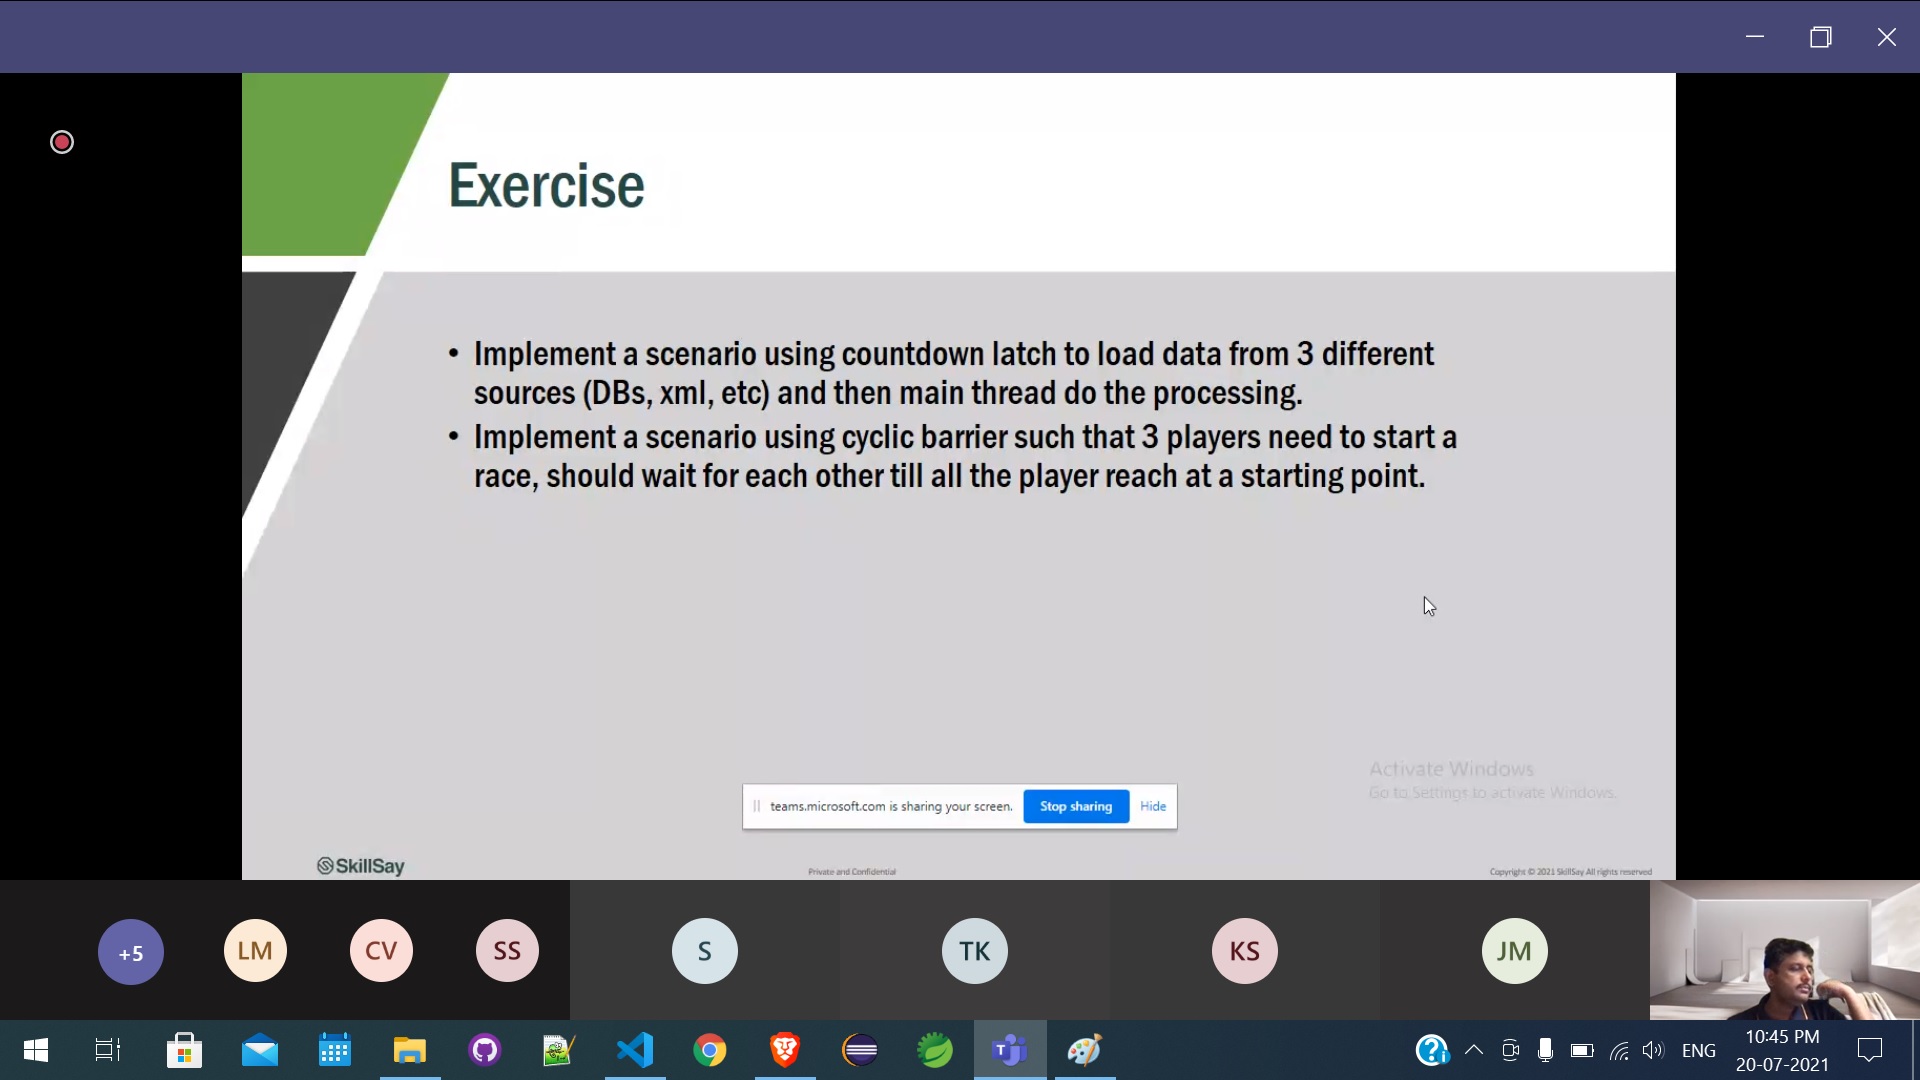 Exercise
• Implement a scenario using countdown latch to load data from 3 different
sources (DBs, xml, etc) and then main thread do the processing.
• Implement a scenario using cyclic barrier such that 3 players need to start a
race, should wait for each other till all the player reach at a starting point.
Activate Windows
Go to Settings to activate Windows.
teams.microsoft.com is sharing your screen.
Stop sharing
Hide
SkillSay
Private and Confidential
Copyright © 2021 SkillSay All rights reserved
+5
LM
CV
SS
S
TK
KS
JM
ENG
10:45 PM
20-07-2021